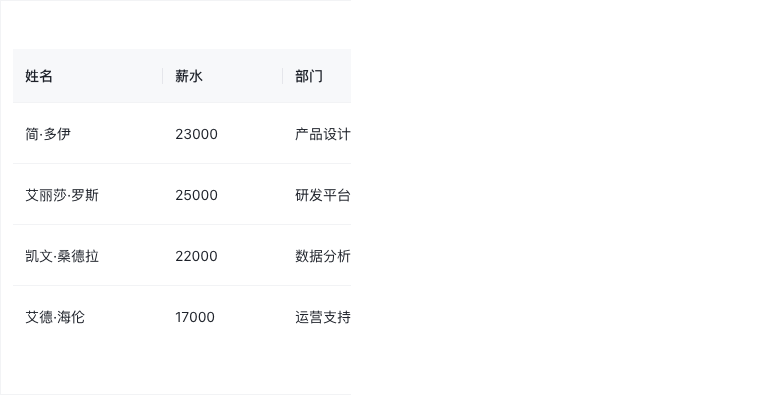 姓名 薪水 部门
简·多伊 23000 产品设计
艾丽莎·罗斯 25000 研发平台
凯文·桑德拉 22000 数据分析
艾德·海伦 17000 运营支持